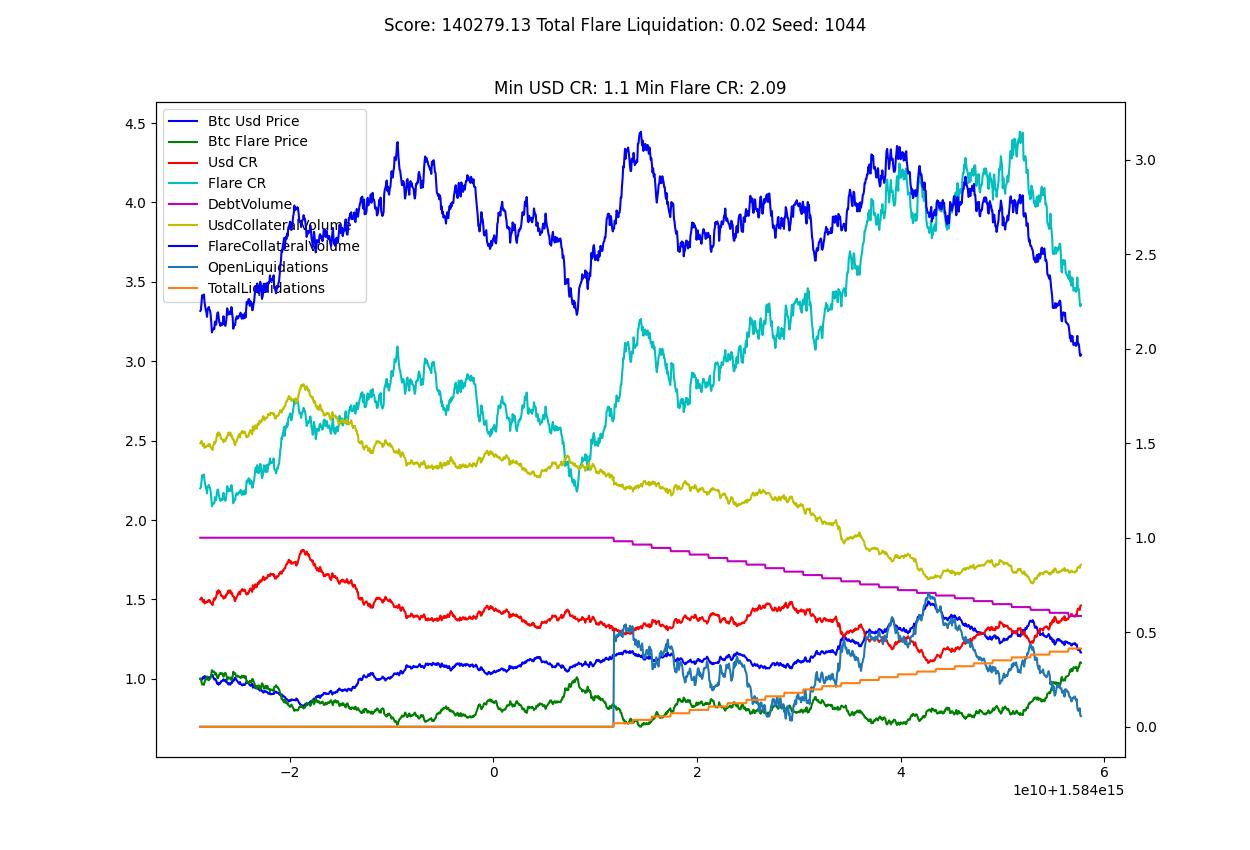 Score: 140279.13 Total Flare Liquidation: 0.02 Seed: 1044
Min USD CR: 1.1 Min Flare CR: 2.09
Btc Usd Price
Btc Flare Price
Usd CR
Flare CR
DebtVolume
UsdCollateralVolume
FlareCollateralVolume
OpenLiquidations
TotalLiquidations
4.5
4.0
3.5
3.0
2.5
2.0
1.5
1.0
3.0
2.5
2.0
1.5
1.0
0.5
0.0
−2
0
2
4
6
1e10+1.584e15